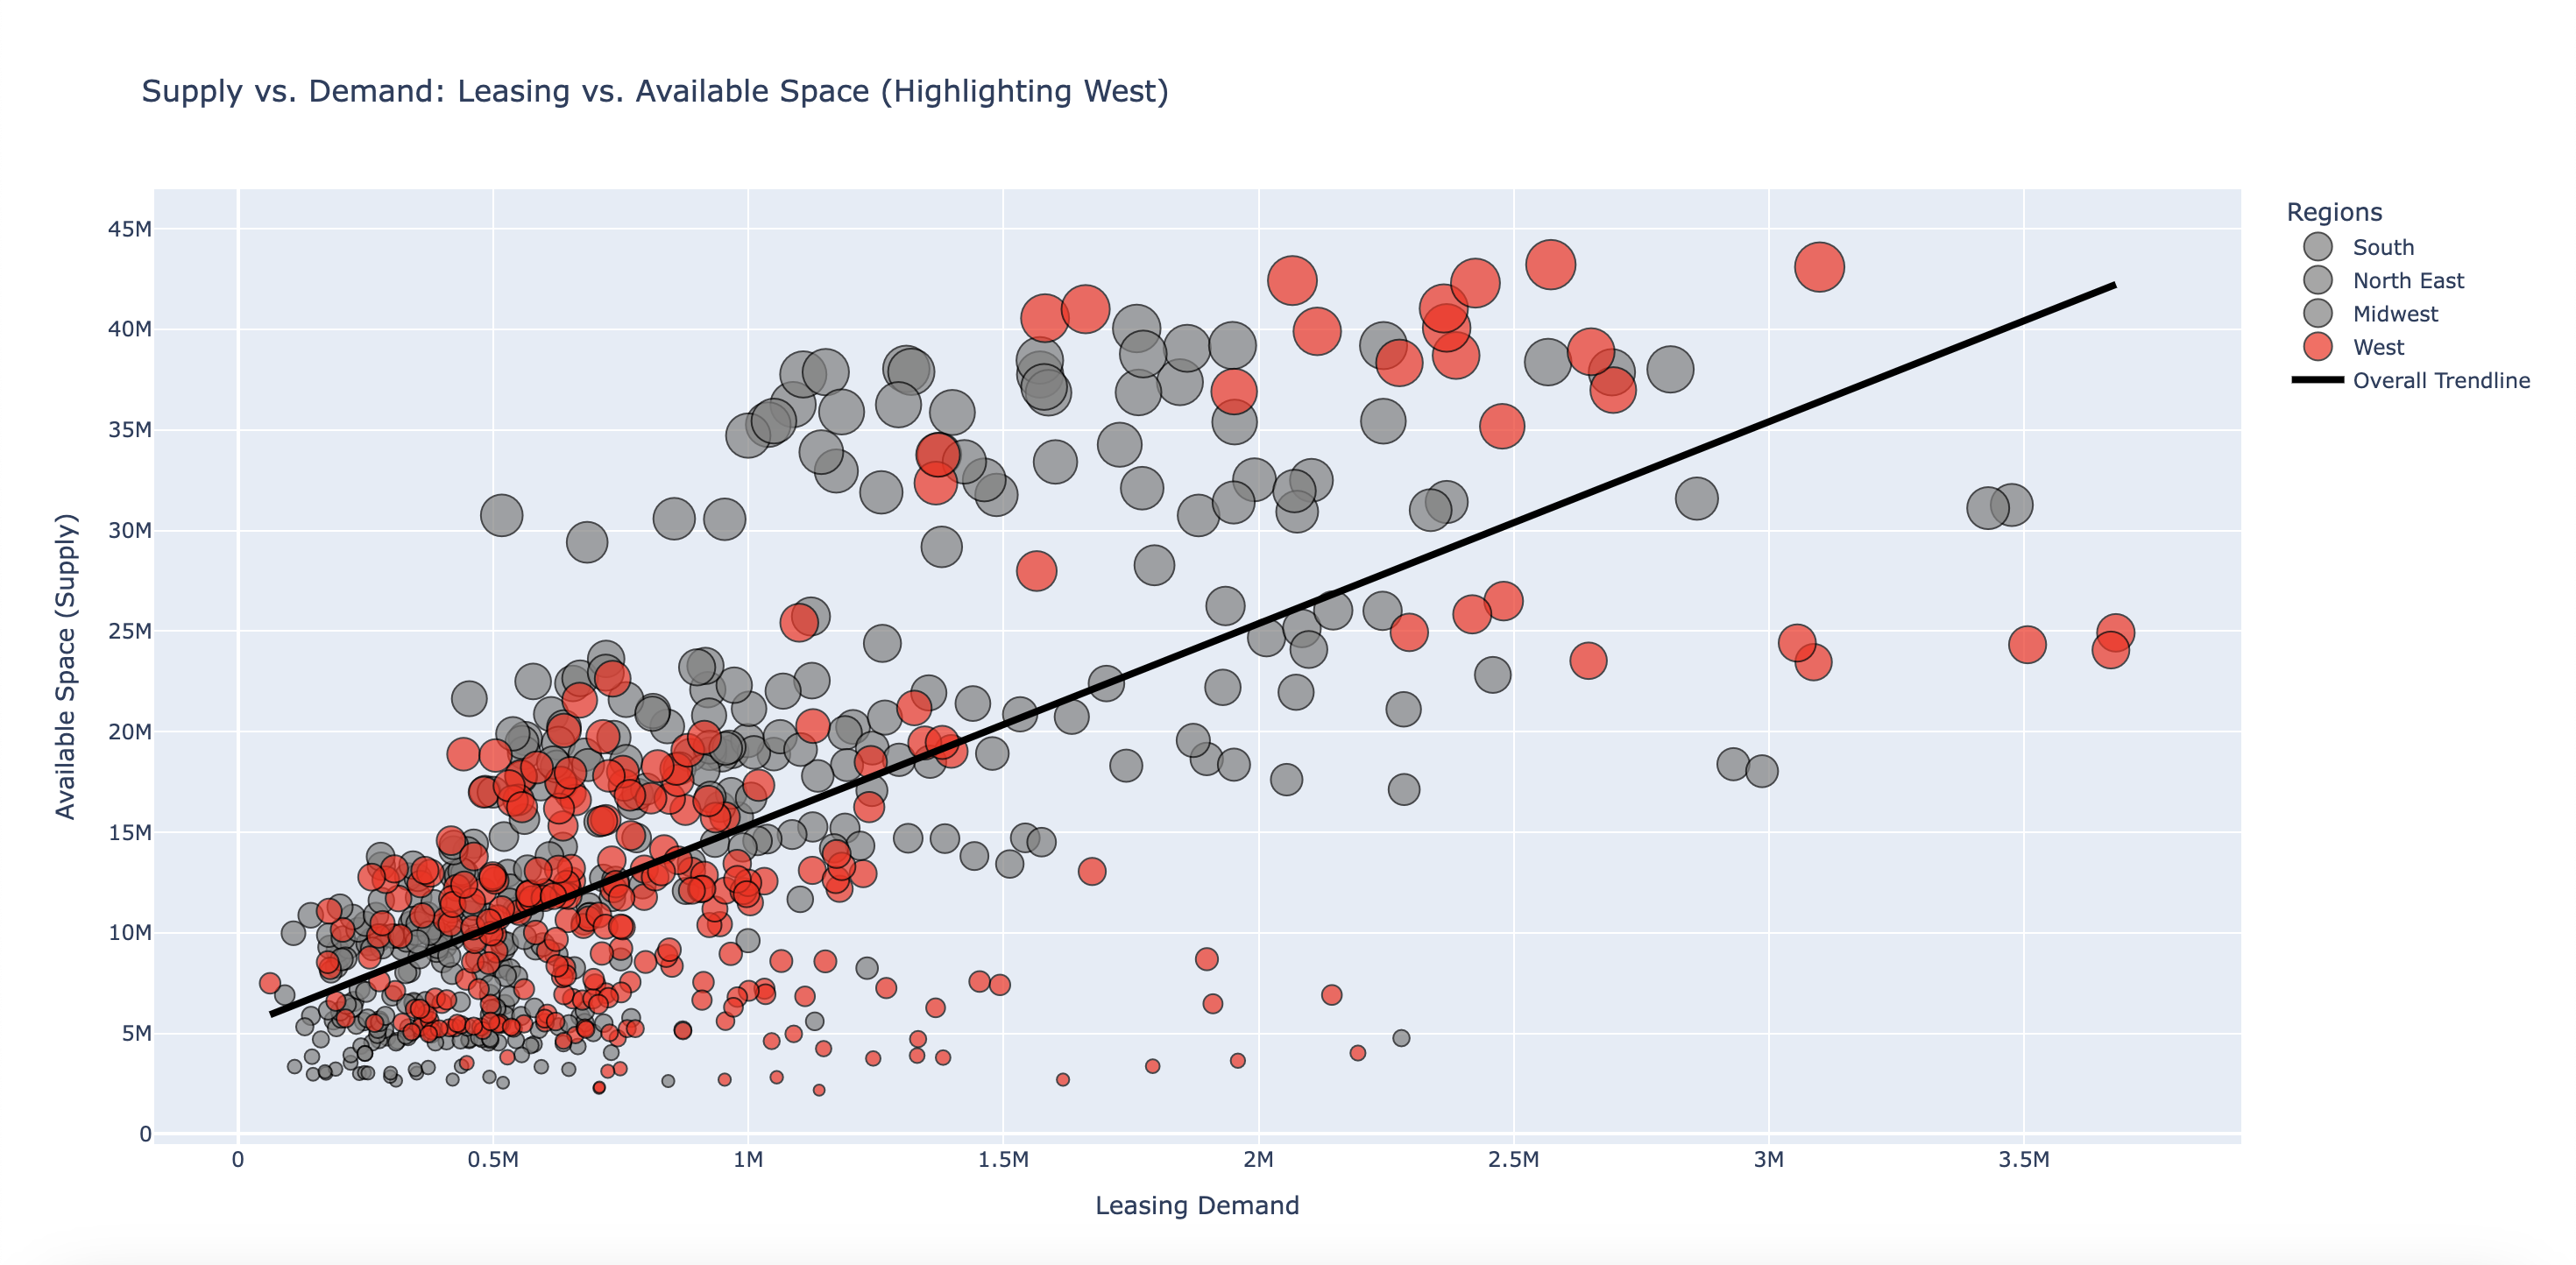 Supply vs. Demand: Leasing vs. Available Space (Highlighting West)
Regions
South
North East
Midwest
West
Overall Trendline
Available Space (Supply)
45M
40M
35M
30M
25M
20M
15M
10M
5M
0
0 0.5M 1M 1.5M 2M 2.5M 3M 3.5M
Leasing Demand